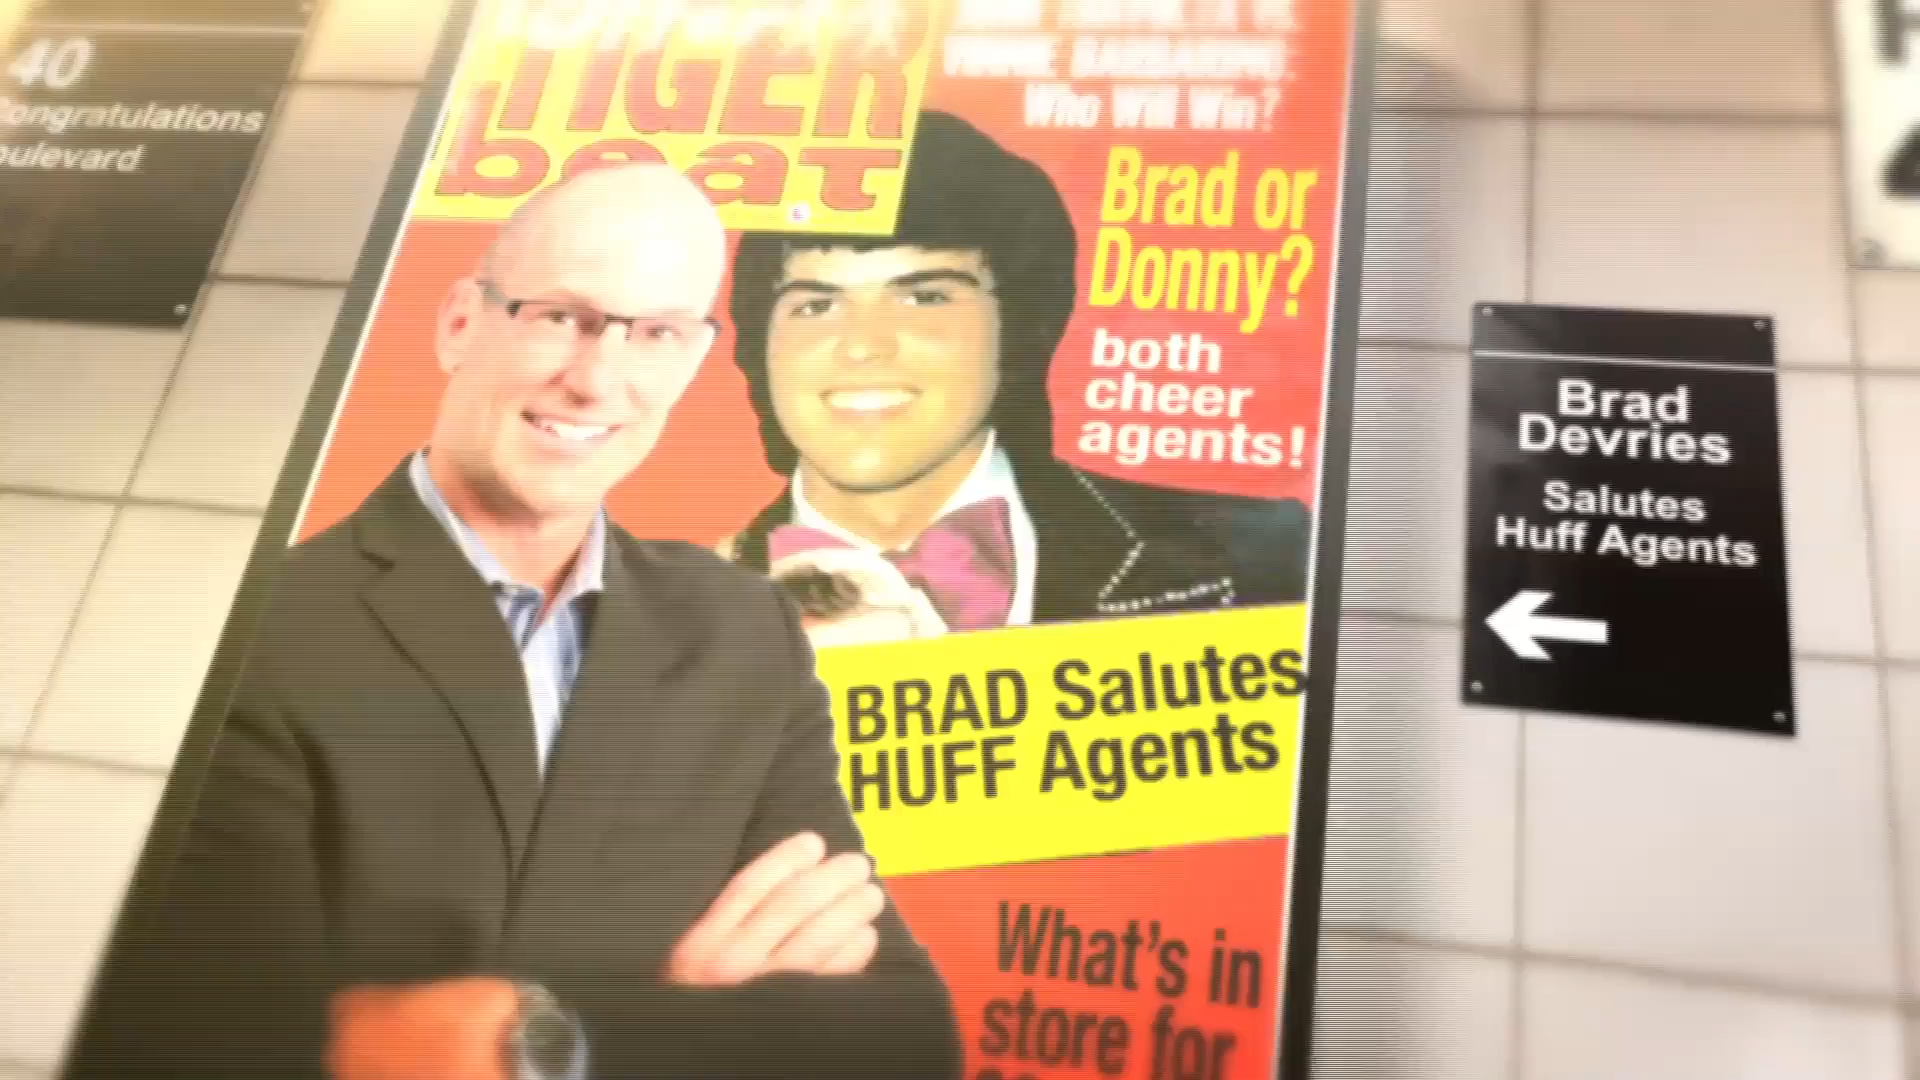 40
ongratulations
oulevard
TIGER
beat
Who Will Win?
Brad or
Donny?
both
cheer
agents!
BRAD Salutes
HUFF Agents
What's in
store for
Brad
Devries
Salutes
Huff Agents